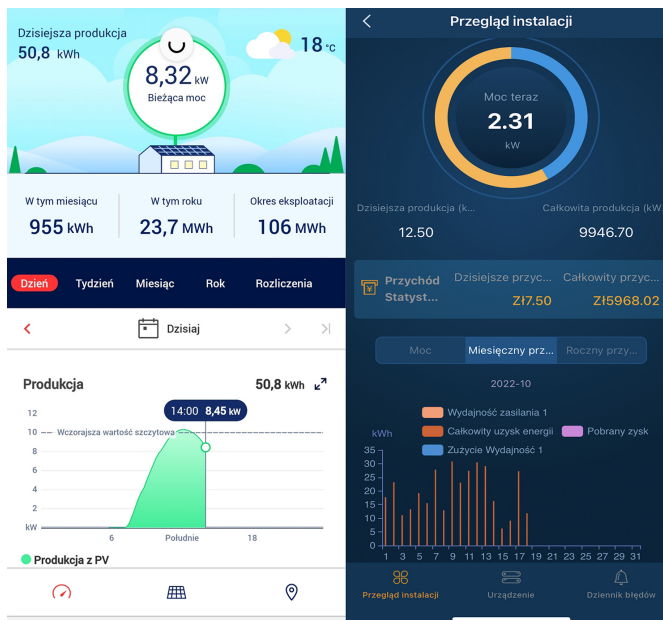 Dzisiejsza produkcja
50,8 kWh
18 °C
8,32 kW
Bieżąca moc
W tym miesiącu
W tym roku
Okres eksploatacji
955 kWh
23,7 MWh
106 MWh
Dzień
Tydzień
Miesiąc
Rok
Rozliczenia
Dzisiaj
Produkcja
50,8 kWh
14:00 8,45 kW
12
10
Wczorajsza wartość szczytowa
8
6
4
2
kW
6
Południe
18
Produkcja z PV
Przegląd instalacji
Moc teraz
2.31
kW
Dzisiejsza produkcja (k...
Całkowita produkcja (kW.
12.50
9946.70
Przychód
Statyst...
Dzisiejsze przyc...
Całkowity przyc...
Zł7.50
Zł5968.02
Moc
Miesięczny prz...
Roczny przy...
2022-10
Wydajność zasilania 1
Całkowity uzysk energii
Pobrany zysk
Zużycie Wydajność 1
kWh
35
30
25
20
15
10
5
0
1 3 5 7 9 11 13 15 17 19 21 23 25 27 29 31
Przegląd instalacji
Urządzenie
Dziennik błędów